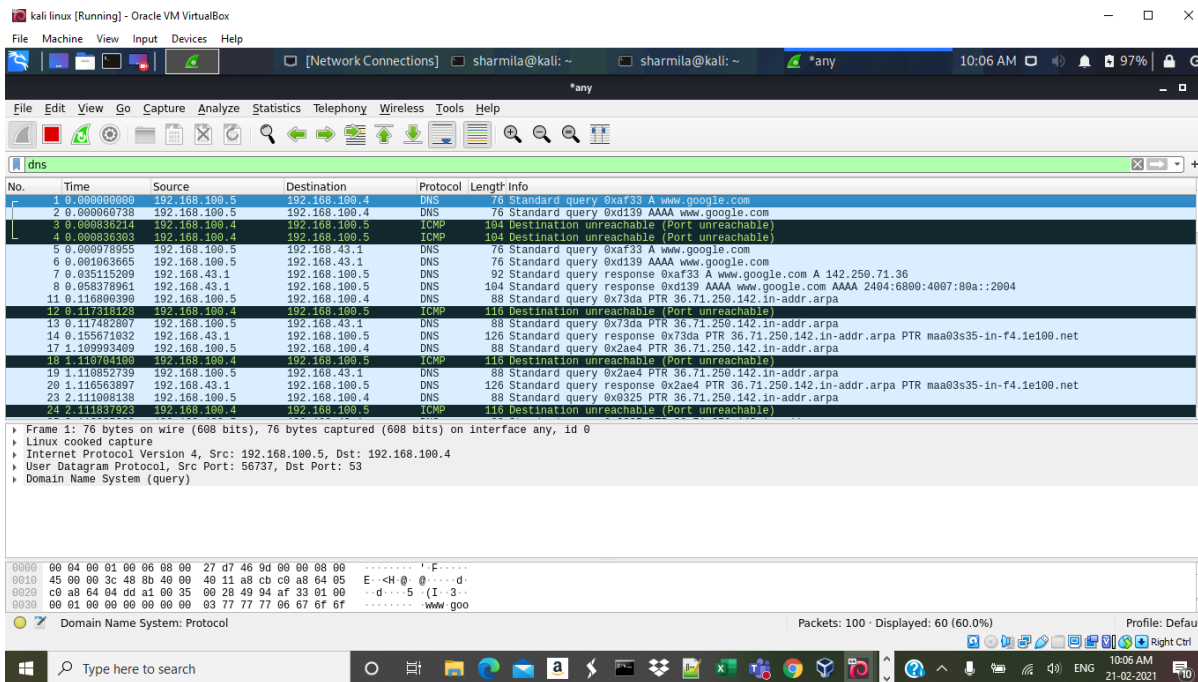 kali linux [Running] - Oracle VM VirtualBox
File Machine View Input Devices Help
[Network Connections] sharmila@kali: ~ sharmila@kali: ~ *any 10:06 AM 97%
*any
File Edit View Go Capture Analyze Statistics Telephony Wireless Tools Help
dns
No. Time Source Destination Protocol Length Info
1 0.000000000 192.168.100.5 192.168.100.4 DNS 76 Standard query 0xaf33 A www.google.com
2 0.000060738 192.168.100.5 192.168.100.4 DNS 76 Standard query 0xd139 AAAA www.google.com
3 0.000836214 192.168.100.4 192.168.100.5 ICMP 104 Destination unreachable (Port unreachable)
4 0.000836303 192.168.100.4 192.168.100.5 ICMP 104 Destination unreachable (Port unreachable)
5 0.000978955 192.168.100.5 192.168.43.1 DNS 76 Standard query 0xaf33 A www.google.com
6 0.001063665 192.168.100.5 192.168.43.1 DNS 76 Standard query 0xd139 AAAA www.google.com
7 0.035115209 192.168.43.1 192.168.100.5 DNS 92 Standard query response 0xaf33 A www.google.com A 142.250.71.36
8 0.058378961 192.168.43.1 192.168.100.5 DNS 104 Standard query response 0xd139 AAAA www.google.com AAAA 2404:6800:4007:80a::2004
11 0.116800390 192.168.100.5 192.168.100.4 DNS 88 Standard query 0x73da PTR 36.71.250.142.in-addr.arpa
12 0.117318128 192.168.100.4 192.168.100.5 ICMP 116 Destination unreachable (Port unreachable)
13 0.117482807 192.168.100.5 192.168.43.1 DNS 88 Standard query 0x73da PTR 36.71.250.142.in-addr.arpa
14 0.155671032 192.168.43.1 192.168.100.5 DNS 126 Standard query response 0x73da PTR 36.71.250.142.in-addr.arpa PTR maa03s35-in-f4.1e100.net
17 1.109993409 192.168.100.5 192.168.100.4 DNS 88 Standard query 0x2ae4 PTR 36.71.250.142.in-addr.arpa
18 1.110704100 192.168.100.4 192.168.100.5 ICMP 116 Destination unreachable (Port unreachable)
19 1.110852739 192.168.100.5 192.168.43.1 DNS 88 Standard query 0x2ae4 PTR 36.71.250.142.in-addr.arpa
20 1.116563897 192.168.43.1 192.168.100.5 DNS 126 Standard query response 0x2ae4 PTR 36.71.250.142.in-addr.arpa PTR maa03s35-in-f4.1e100.net
23 2.111008138 192.168.100.5 192.168.100.4 DNS 88 Standard query 0x0325 PTR 36.71.250.142.in-addr.arpa
24 2.111837923 192.168.100.4 192.168.100.5 ICMP 116 Destination unreachable (Port unreachable)
Frame 1: 76 bytes on wire (608 bits), 76 bytes captured (608 bits) on interface any, id 0
Linux cooked capture
Internet Protocol Version 4, Src: 192.168.100.5, Dst: 192.168.100.4
User Datagram Protocol, Src Port: 56737, Dst Port: 53
Domain Name System (query)
0000 00 04 00 01 00 06 08 00 27 d7 46 9d 00 00 08 00 ········ '·F·····
0010 45 00 00 3c 48 8b 40 00 40 11 a8 cb c0 a8 64 05 E··<H·@· @·····d·
0020 c0 a8 64 04 dd a1 00 35 00 28 49 94 af 33 01 00 ··d····5 ·(I··3··
0030 00 01 00 00 00 00 00 00 03 77 77 77 06 67 6f 6f ········ ·www·goo
Domain Name System: Protocol Packets: 100 · Displayed: 60 (60.0%) Profile: Defau
Right Ctrl
Type here to search ENG 10:06 AM
21-02-2021